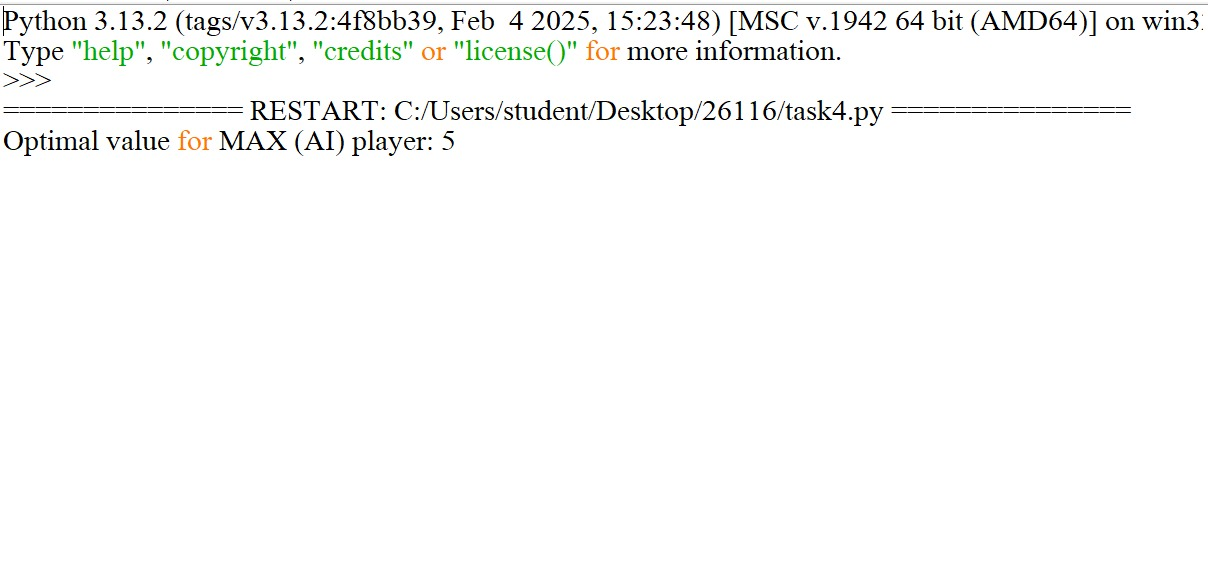 Python 3.13.2 (tags/v3.13.2:4f8bb39, Feb  4 2025, 15:23:48) [MSC v.1942 64 bit (AMD64)] on win3
Type "help", "copyright", "credits" or "license()" for more information.
>>>
=============== RESTART: C:/Users/student/Desktop/26116/task4.py ===============
Optimal value for MAX (AI) player: 5